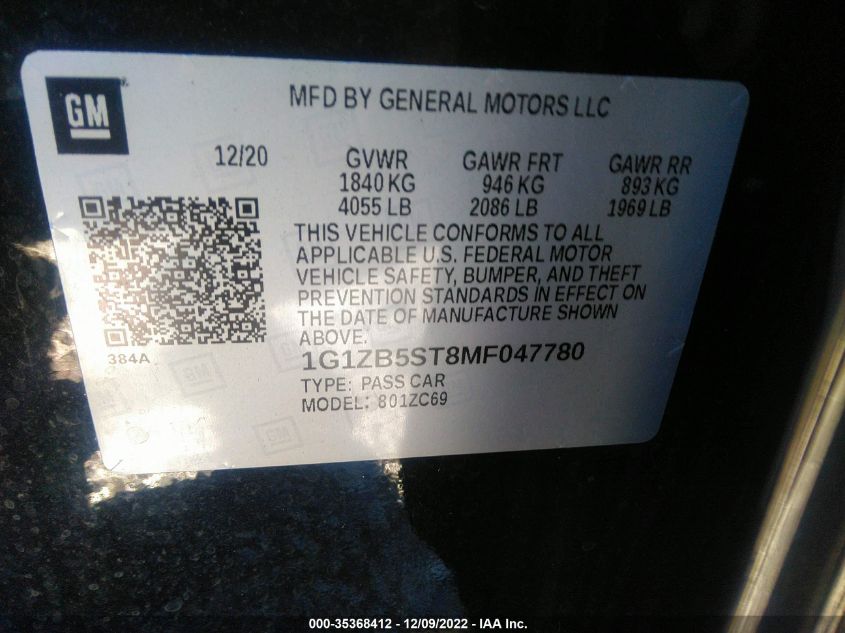 GM
MFD BY GENERAL MOTORS LLC
12/20 GVWR GAWR FRT GAWR RR
1840 KG 946 KG 893 KG
4055 LB 2086 LB 1969 LB
THIS VEHICLE CONFORMS TO ALL
APPLICABLE U.S. FEDERAL MOTOR
VEHICLE SAFETY, BUMPER, AND THEFT
PREVENTION STANDARDS IN EFFECT ON
THE DATE OF MANUFACTURE SHOWN
ABOVE.
384A
1G1ZB5ST8MF047780
TYPE: PASS CAR
MODEL: 801ZC69
000-35368412 - 12/09/2022 - IAA Inc.